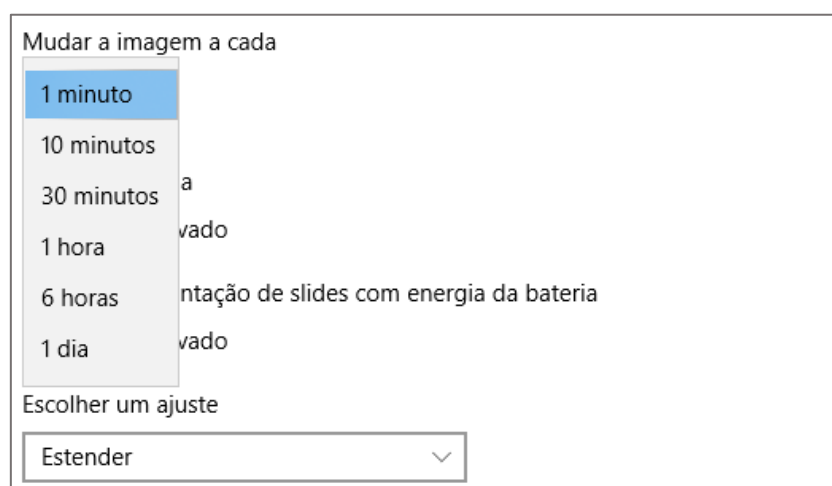 Mudar a imagem a cada
1 minuto
10 minutos
30 minutos
a
vado
1 hora
6 horas
ntação de slides com energia da bateria
1 dia
vado
Escolher um ajuste
Estender